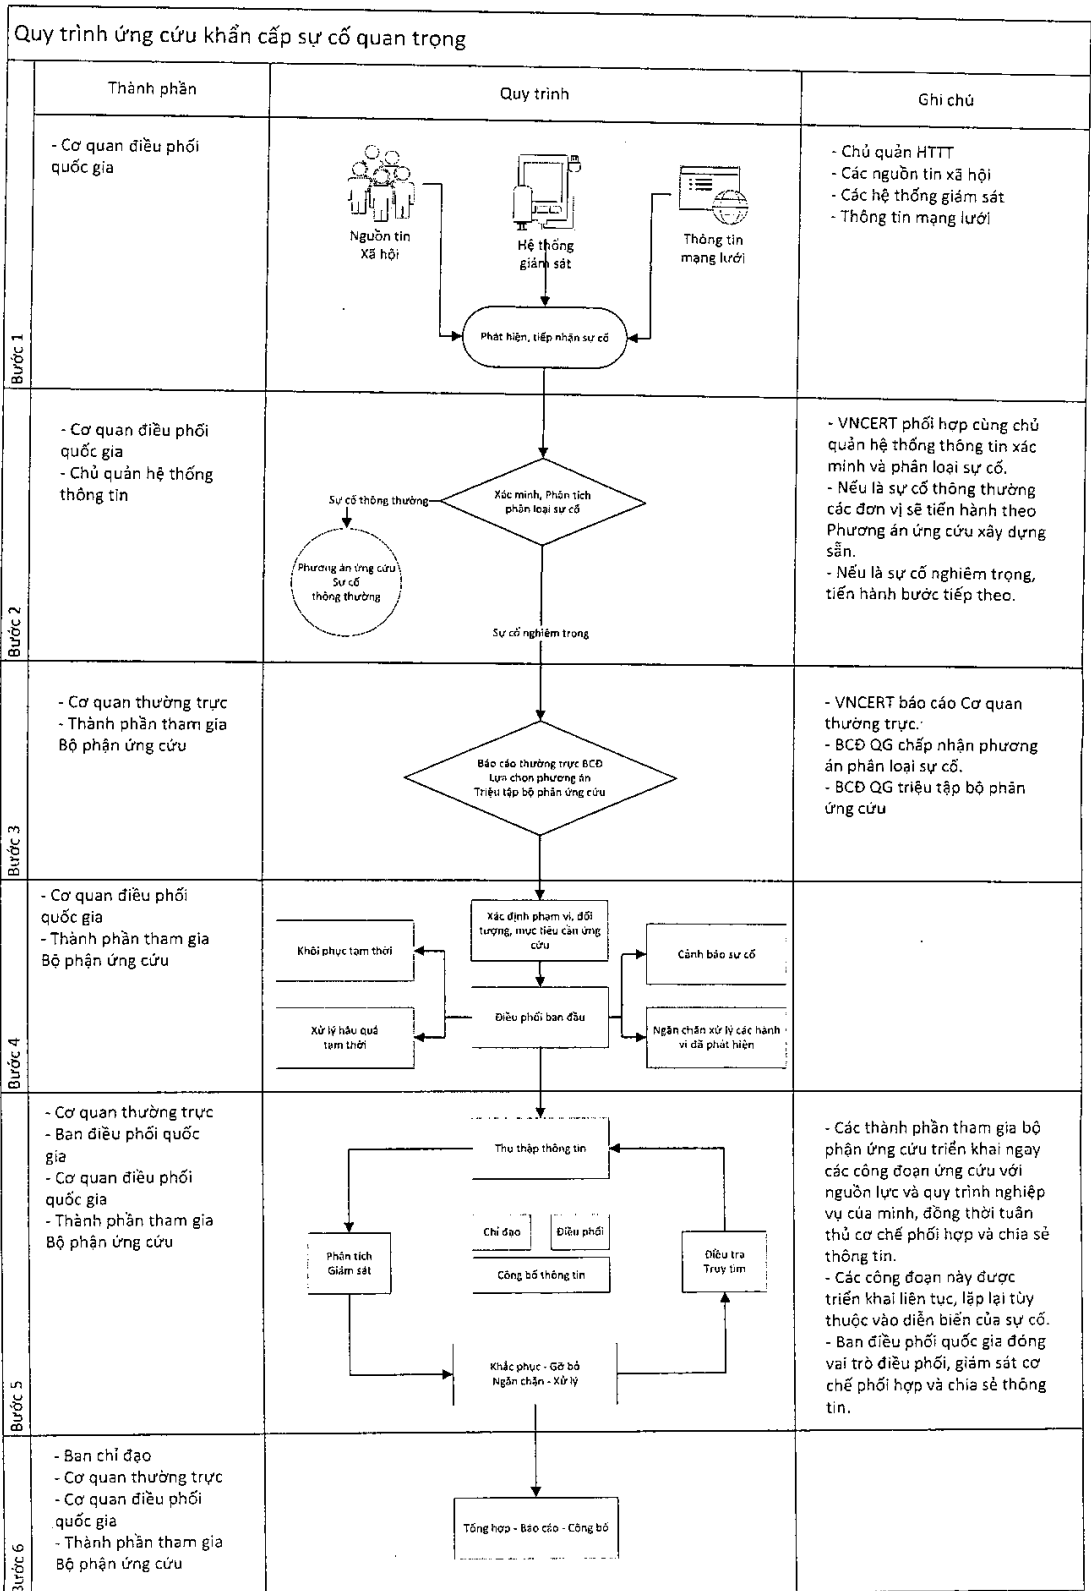 Quy trình ứng cứu khẩn cấp sự cố quan trọng
Thành phần
Quy trình
Ghi chú
Bước 1
- Cơ quan điều phối
quốc gia
Nguồn tin
Xã hội
Hệ thống
giám sát
Thông tin
mạng lưới
Phát hiện, tiếp nhận sự cố
- Chủ quản HTTT
- Các nguồn tin xã hội
- Các hệ thống giám sát
- Thông tin mạng lưới
Bước 2
- Cơ quan điều phối
quốc gia
- Chủ quản hệ thống
thông tin
Xác minh, Phân tích
phân loại sự cố
Sự cố thông thường
Phương án ứng cứu
Sự cố
thông thường
Sự cố nghiêm trọng
- VNCERT phối hợp cùng chủ
quản hệ thống thông tin xác
minh và phân loại sự cố.
- Nếu là sự cố thông thường
các đơn vị sẽ tiến hành theo
Phương án ứng cứu xây dựng
sẵn.
- Nếu là sự cố nghiêm trọng,
tiến hành bước tiếp theo.
Bước 3
- Cơ quan thường trực
- Thành phần tham gia
Bộ phận ứng cứu
Báo cáo thường trực BCĐ
Lựa chọn phương án
Triệu tập bộ phận ứng cứu
- VNCERT báo cáo Cơ quan
thường trực.
- BCĐ QG chấp nhận phương
án phân loại sự cố.
- BCĐ QG triệu tập bộ phận
ứng cứu
Bước 4
- Cơ quan điều phối
quốc gia
- Thành phần tham gia
Bộ phận ứng cứu
Xác định phạm vi, đối
tượng, mục tiêu cần ứng
cứu
Khôi phục tạm thời
Cảnh báo sự cố
Điều phối ban đầu
Xử lý hậu quả
tạm thời
Ngăn chặn xử lý các hành
vi đã phát hiện
Bước 5
- Cơ quan thường trực
- Ban điều phối quốc
gia
- Cơ quan điều phối
quốc gia
- Thành phần tham gia
Bộ phận ứng cứu
Thu thập thông tin
Chỉ đạo
Điều phối
Phân tích
Giám sát
Công bố thông tin
Điều tra
Truy tìm
Khắc phục - Gỡ bỏ
Ngăn chặn - Xử lý
- Các thành phần tham gia bộ
phận ứng cứu triển khai ngay
các công đoạn ứng cứu với
nguồn lực và quy trình nghiệp
vụ của mình, đồng thời tuân
thủ cơ chế phối hợp và chia sẻ
thông tin.
- Các công đoạn này được
triển khai liên tục, lặp lại tùy
thuộc vào diễn biến của sự cố.
- Ban điều phối quốc gia đóng
vai trò điều phối, giám sát cơ
chế phối hợp và chia sẻ thông
tin.
Bước 6
- Ban chỉ đạo
- Cơ quan thường trực
- Cơ quan điều phối
quốc gia
- Thành phần tham gia
Bộ phận ứng cứu
Tổng hợp - Báo cáo - Công bố